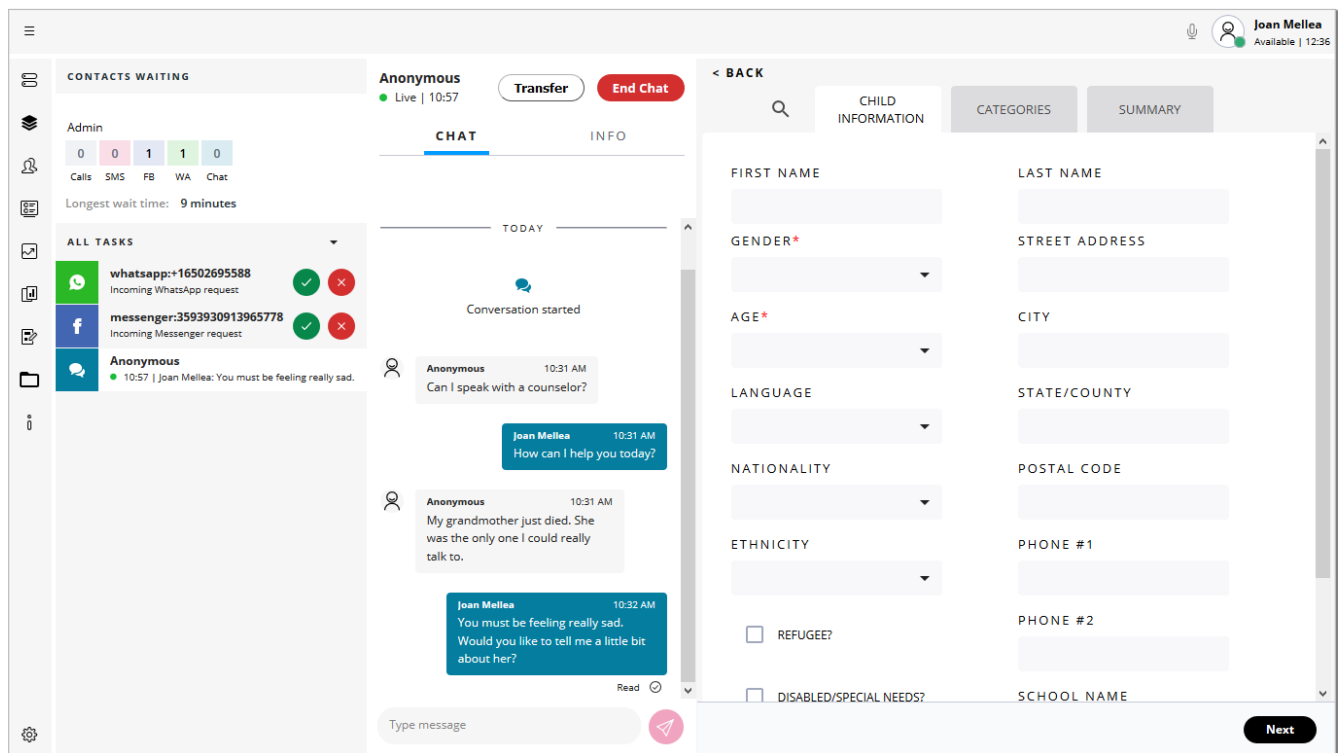 Joan Mellea
Available | 12:36
CONTACTS WAITING
Admin
0 0 1 1 0
Calls SMS FB WA Chat
Longest wait time: 9 minutes
ALL TASKS
whatsapp:+16502695588
Incoming WhatsApp request
messenger:3593930913965778
Incoming Messenger request
Anonymous
10:57 | Joan Mellea: You must be feeling really sad.
Anonymous
Live | 10:57
Transfer
End Chat
CHAT
INFO
TODAY
Conversation started
Anonymous 10:31 AM
Can I speak with a counselor?
Joan Mellea 10:31 AM
How can I help you today?
Anonymous 10:31 AM
My grandmother just died. She
was the only one I could really
talk to.
Joan Mellea 10:32 AM
You must be feeling really sad.
Would you like to tell me a little bit
about her?
Read
Type message
< BACK
CHILD
INFORMATION
CATEGORIES
SUMMARY
FIRST NAME
LAST NAME
GENDER*
STREET ADDRESS
AGE*
CITY
LANGUAGE
STATE/COUNTY
NATIONALITY
POSTAL CODE
ETHNICITY
PHONE #1
REFUGEE?
PHONE #2
DISABLED/SPECIAL NEEDS?
SCHOOL NAME
Next